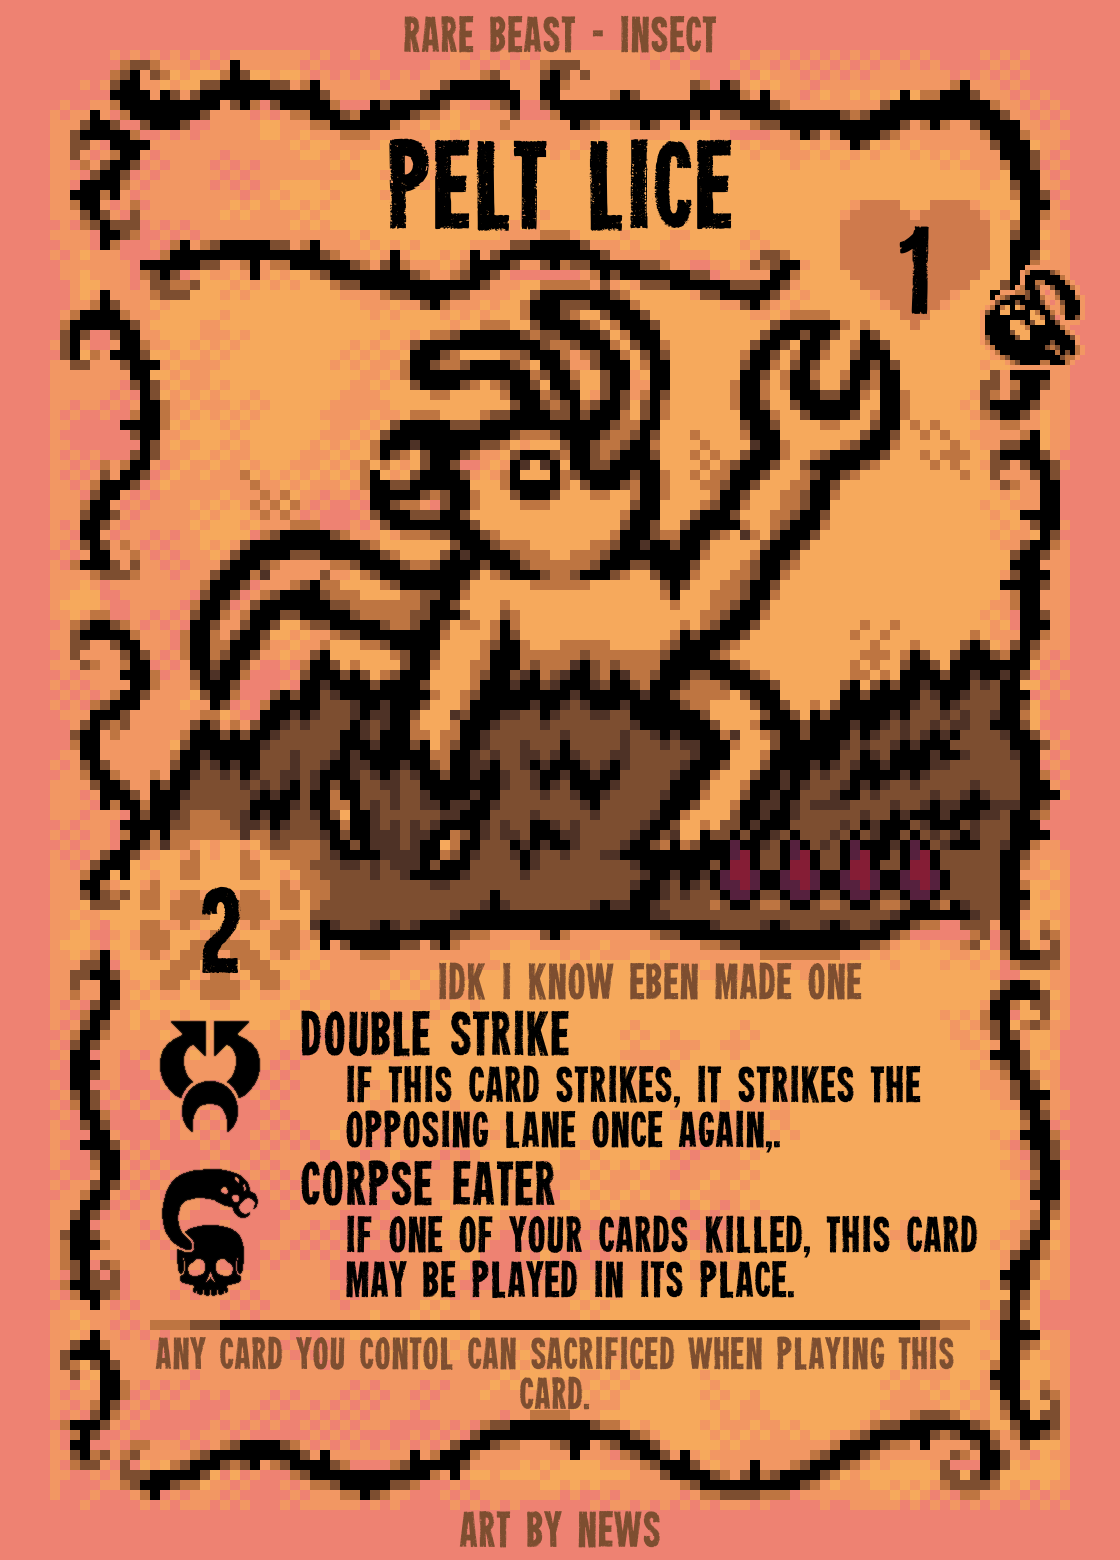 RARE BEAST - INSECT
PELT LICE
1
2
IDK I KNOW EBEN MADE ONE
DOUBLE STRIKE
IF THIS CARD STRIKES, IT STRIKES THE
OPPOSING LANE ONCE AGAIN,.
CORPSE EATER
IF ONE OF YOUR CARDS KILLED, THIS CARD
MAY BE PLAYED IN ITS PLACE.
ANY CARD YOU CONTOL CAN SACRIFICED WHEN PLAYING THIS
CARD.
ART BY NEWS